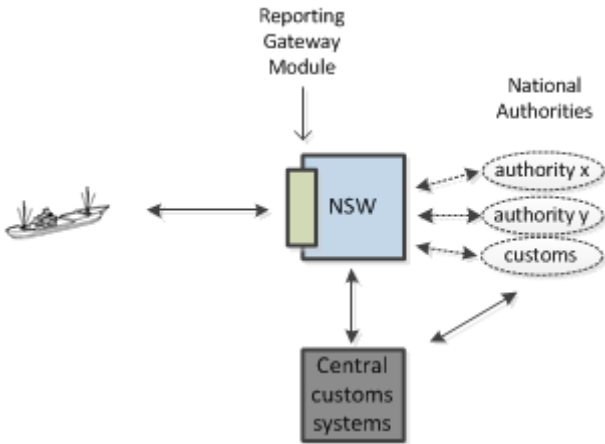 Reporting
Gateway
Module
National
Authorities
NSW
authority x
authority y
customs
Central
customs
systems